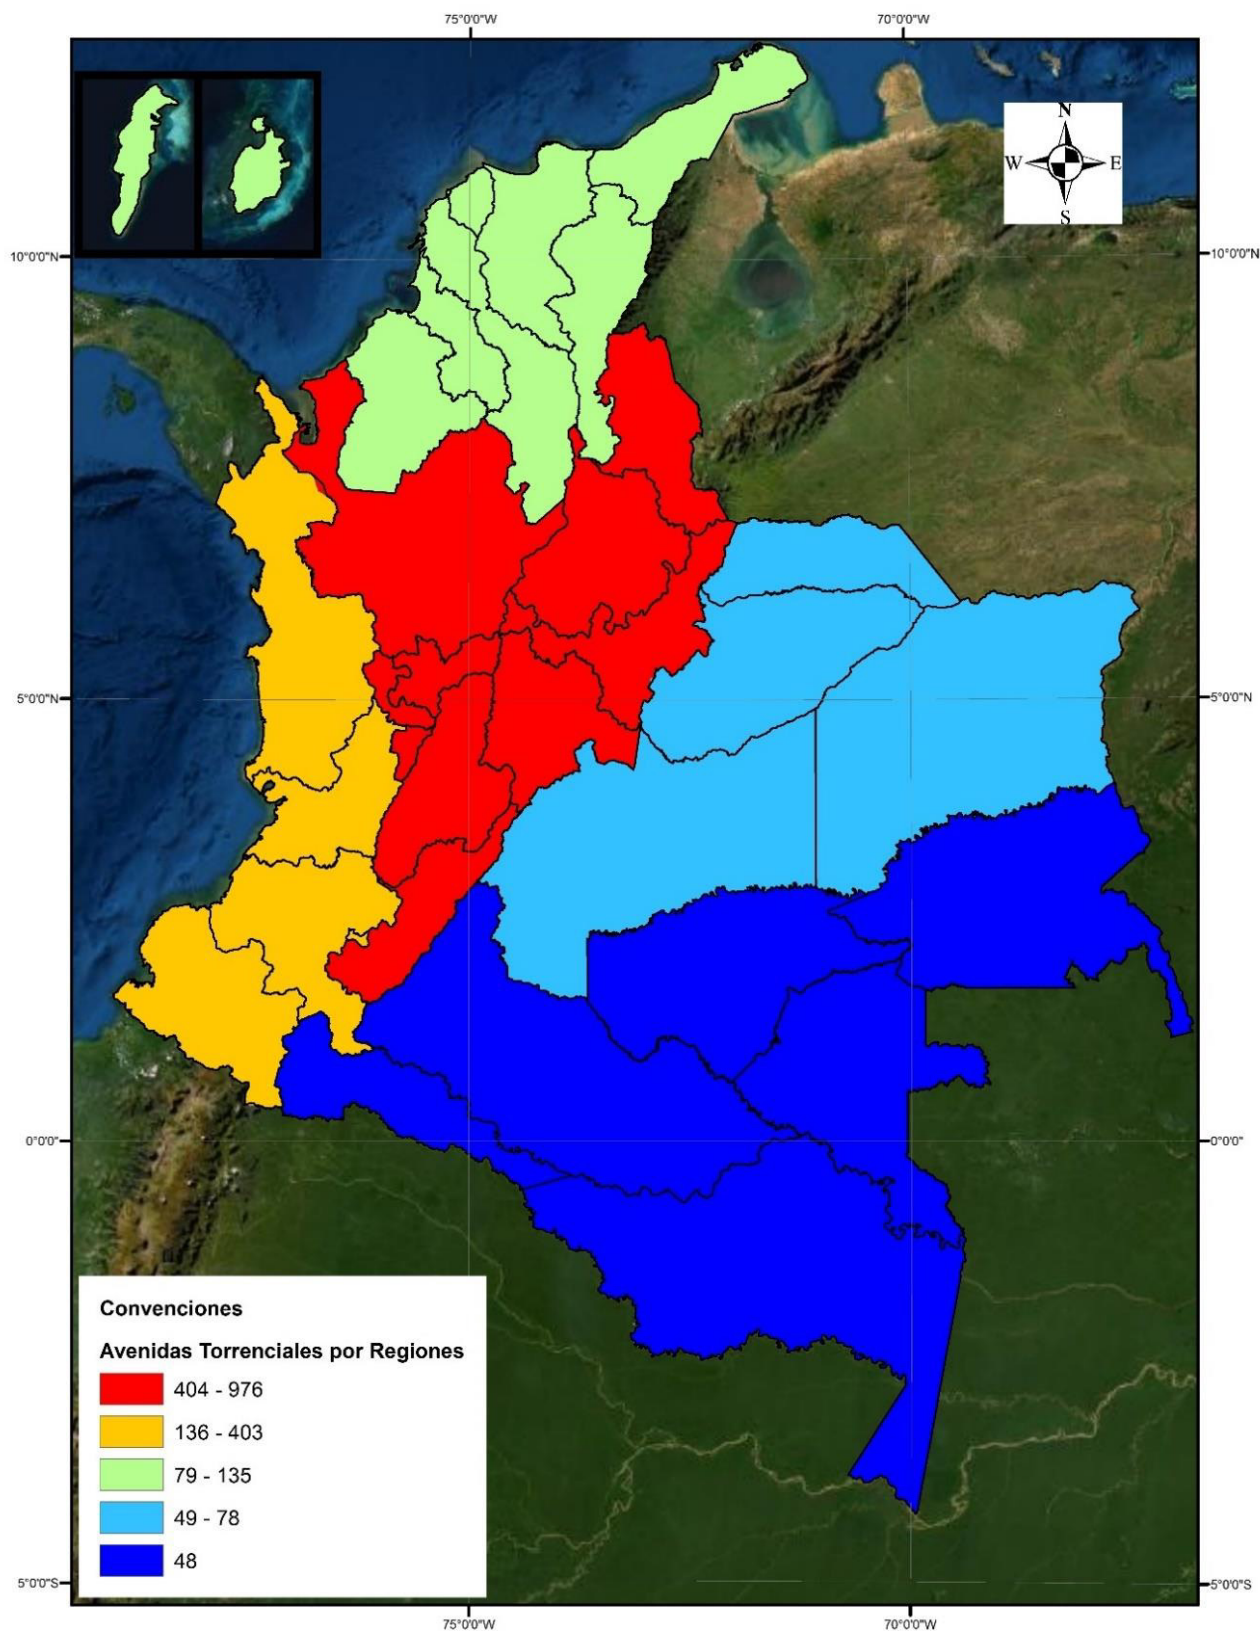 75°0'0"W 70°0'0"W
N
W E
S
10°0'0"N 10°0'0"N
5°0'0"N 5°0'0"N
0°0'0" 0°0'0"
Convenciones
Avenidas Torrenciales por Regiones
404 - 976
136 - 403
79 - 135
49 - 78
48
5°0'0"S 5°0'0"S
75°0'0"W 70°0'0"W